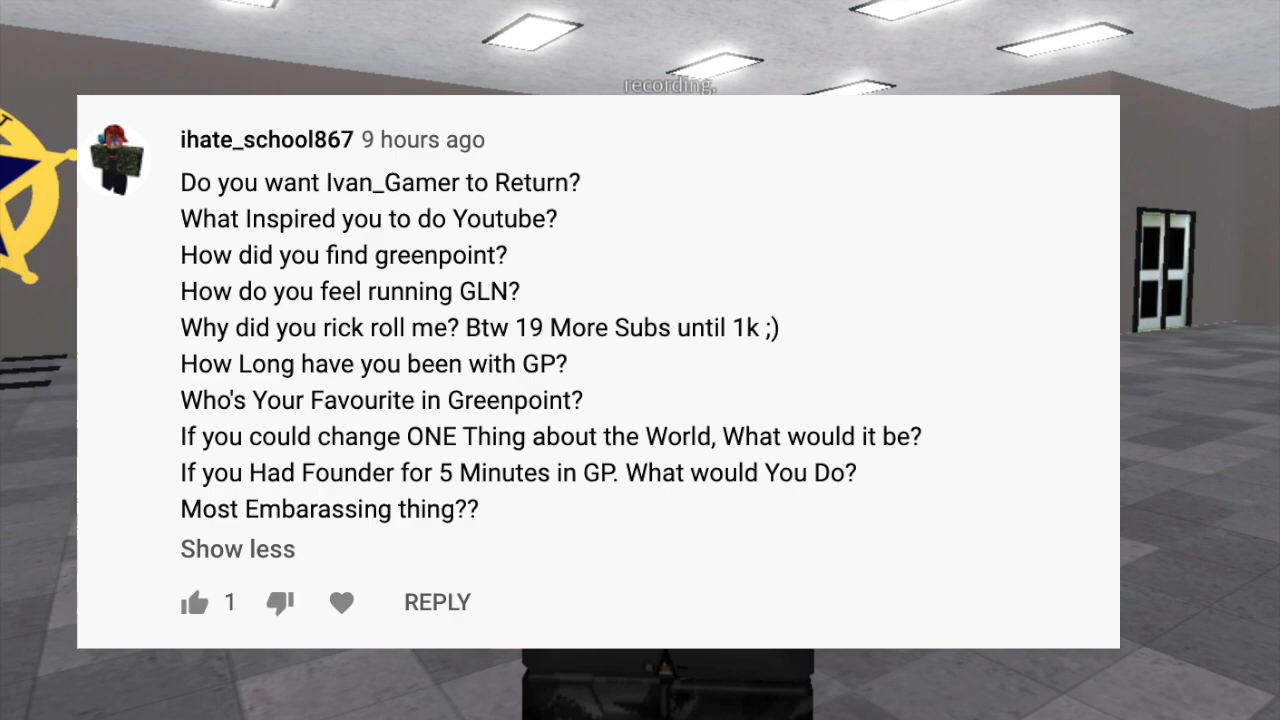 recording.
ihate_school867 9 hours ago
Do you want Ivan_Gamer to Return?
What Inspired you to do Youtube?
How did you find greenpoint?
How do you feel running GLN?
Why did you rick roll me? Btw 19 More Subs until 1k ;)
How Long have you been with GP?
Who's Your Favourite in Greenpoint?
If you could change ONE Thing about the World, What would it be?
If you Had Founder for 5 Minutes in GP. What would You Do?
Most Embarassing thing??
Show less
1 REPLY